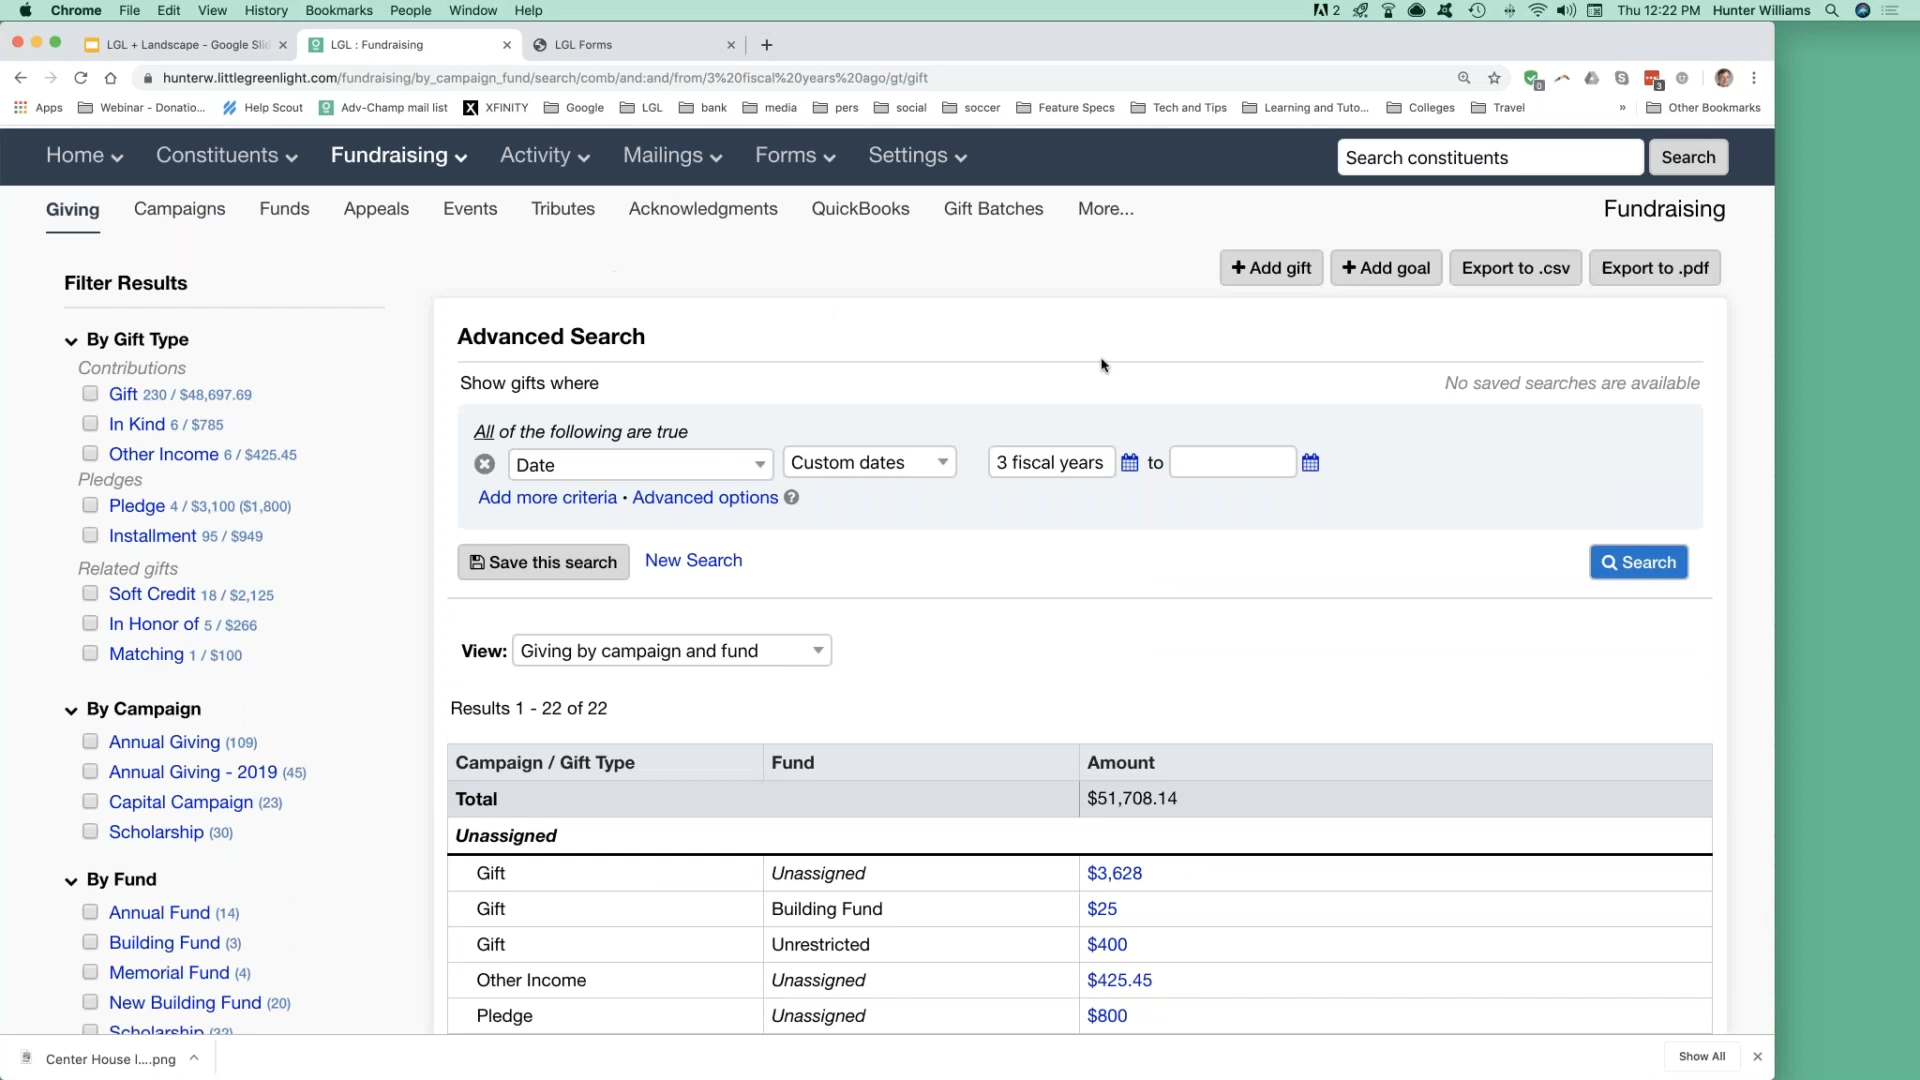 Chrome File Edit View History Bookmarks People Window Help
2 Thu 12:22 PM Hunter Williams
LGL + Landscape - Google Slid
LGL : Fundraising
LGL Forms
hunterw.littlegreenlight.com/fundraising/by_campaign_fund/search/comb/and:and/from/3%20fiscal%20years%20ago/gt/gift
Apps Webinar - Donatio... Help Scout Adv-Champ mail list XFINITY Google LGL bank media pers social soccer Feature Specs Tech and Tips Learning and Tuto... Colleges Travel » Other Bookmarks
Home Constituents Fundraising Activity Mailings Forms Settings Search constituents Search
Giving Campaigns Funds Appeals Events Tributes Acknowledgments QuickBooks Gift Batches More... Fundraising
+ Add gift + Add goal Export to .csv Export to .pdf
Filter Results
By Gift Type
Contributions
Gift 230 / $48,697.69
In Kind 6 / $785
Other Income 6 / $425.45
Pledges
Pledge 4 / $3,100 ($1,800)
Installment 95 / $949
Related gifts
Soft Credit 18 / $2,125
In Honor of 5 / $266
Matching 1 / $100
By Campaign
Annual Giving (109)
Annual Giving - 2019 (45)
Capital Campaign (23)
Scholarship (30)
By Fund
Annual Fund (14)
Building Fund (3)
Memorial Fund (4)
New Building Fund (20)
Scholarship (32)
Advanced Search
Show gifts where No saved searches are available
All of the following are true
Date Custom dates 3 fiscal years to
Add more criteria • Advanced options ?
Save this search New Search Search
View: Giving by campaign and fund
Results 1 - 22 of 22
Campaign / Gift Type Fund Amount
Total $51,708.14
Unassigned
Gift Unassigned $3,628
Gift Building Fund $25
Gift Unrestricted $400
Other Income Unassigned $425.45
Pledge Unassigned $800
Center House I....png Show All